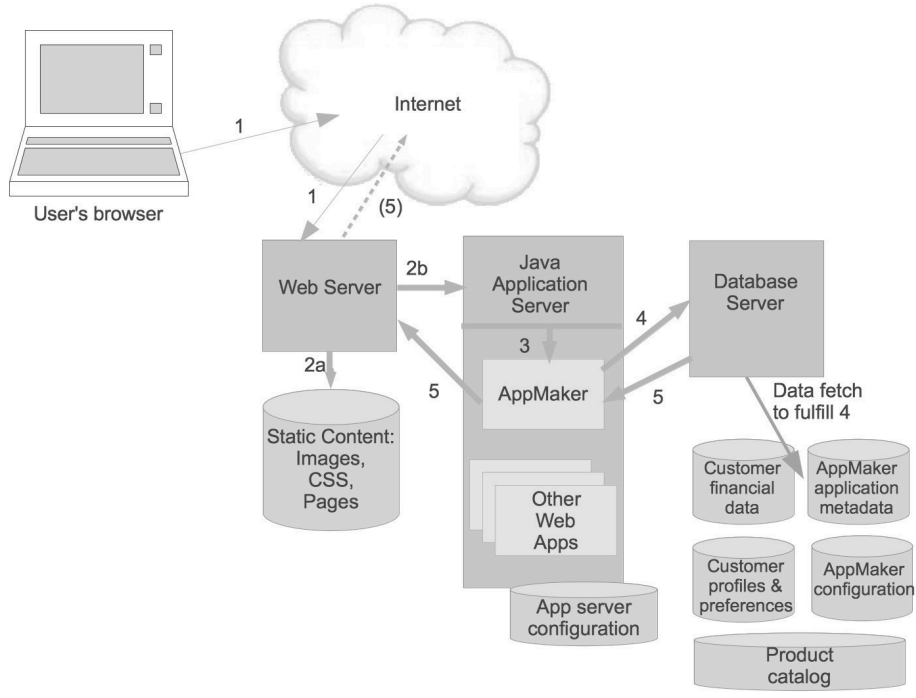 Internet
1
User's browser
1
(5)
Web Server
2b
Java
Application
Server
Database
Server
4
3
2a
5
AppMaker
5
Data fetch
to fulfill 4
Static Content:
Images,
CSS,
Pages
Customer
financial
data
AppMaker
application
metadata
Other
Web
Apps
Customer
profiles &
preferences
AppMaker
configuration
App server
configuration
Product
catalog